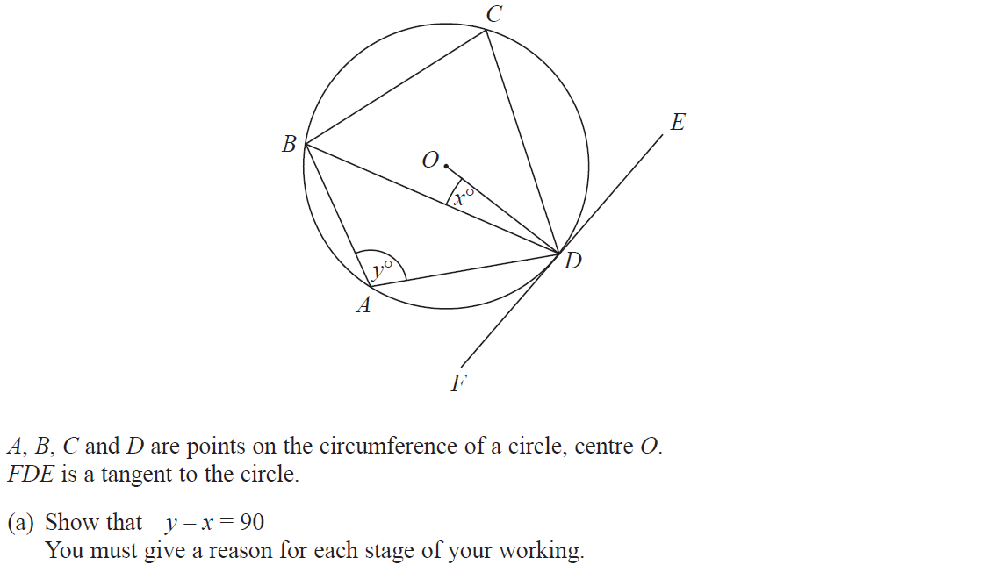 C
E
B
O
x°
D
y°
A
F
A, B, C and D are points on the circumference of a circle, centre O.
FDE is a tangent to the circle.
(a) Show that y – x = 90
You must give a reason for each stage of your working.